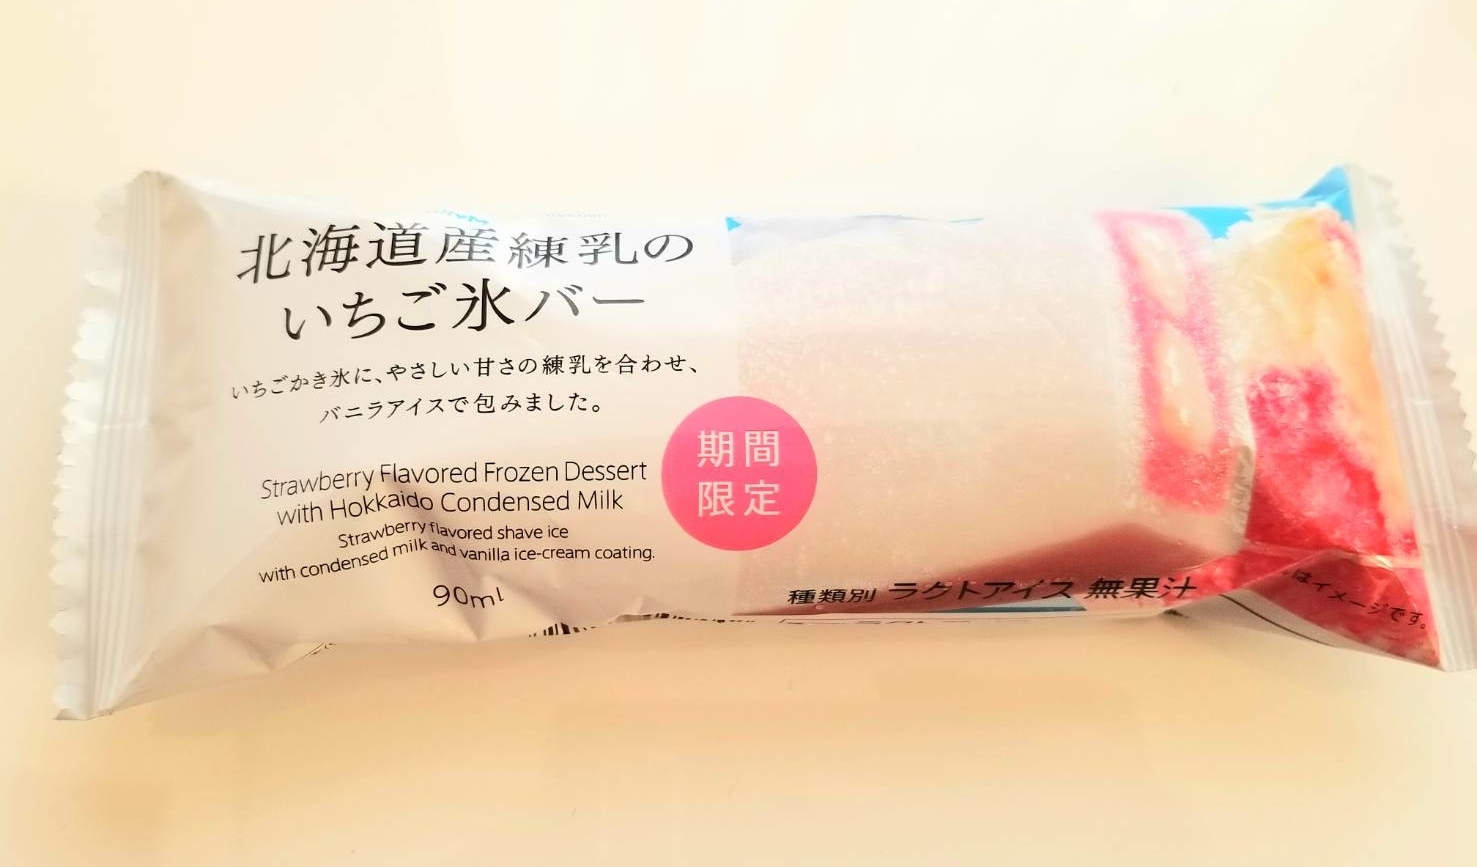 北海道産練乳の
いちご氷バー
いちごかき氷に、やさしい甘さの練乳を合わせ、
バニラアイスで包みました。
Strawberry Flavored Frozen Dessert
with Hokkaido Condensed Milk
Strawberry flavored shave ice
with condensed milk and vanilla ice-cream coating.
90ml
期間
限定
種類別 ラクトアイス 無果汁
はイメージです。